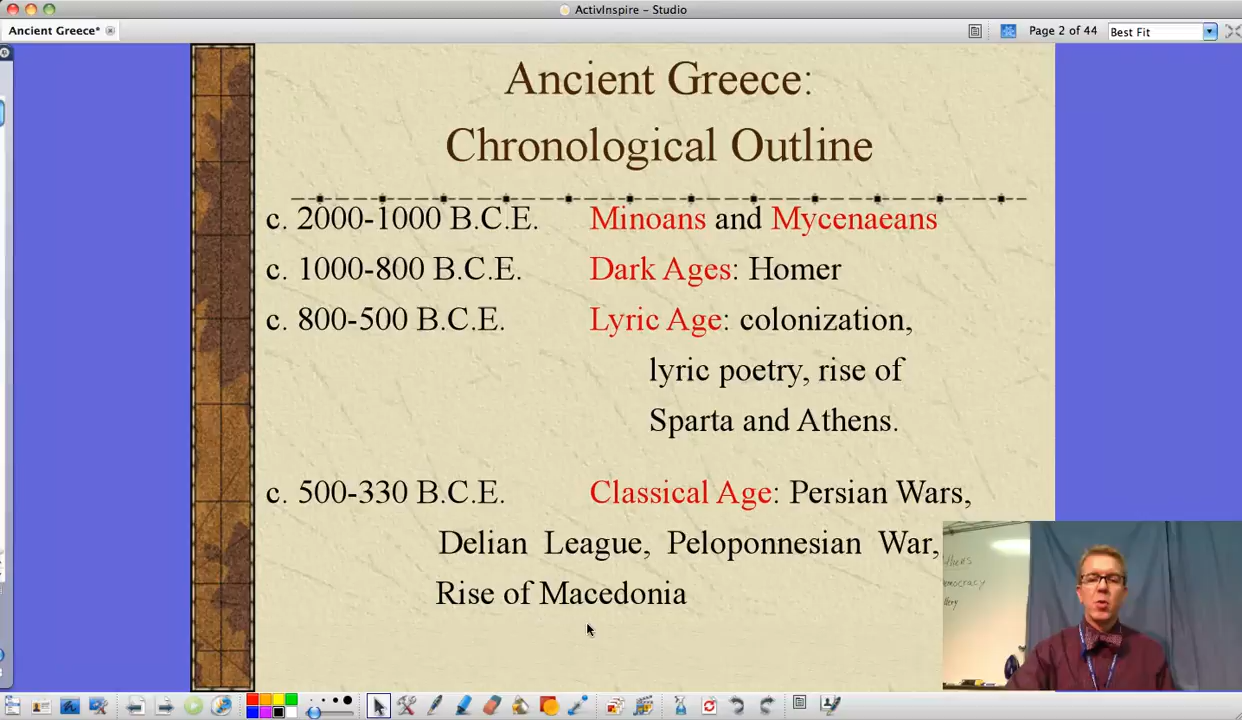 ActivInspire – Studio
Ancient Greece*
Page 2 of 44
Best Fit
Ancient Greece:
Chronological Outline
c. 2000-1000 B.C.E. Minoans and Mycenaeans
c. 1000-800 B.C.E. Dark Ages: Homer
c. 800-500 B.C.E. Lyric Age: colonization,
lyric poetry, rise of
Sparta and Athens.
c. 500-330 B.C.E. Classical Age: Persian Wars,
Delian League, Peloponnesian War,
Rise of Macedonia